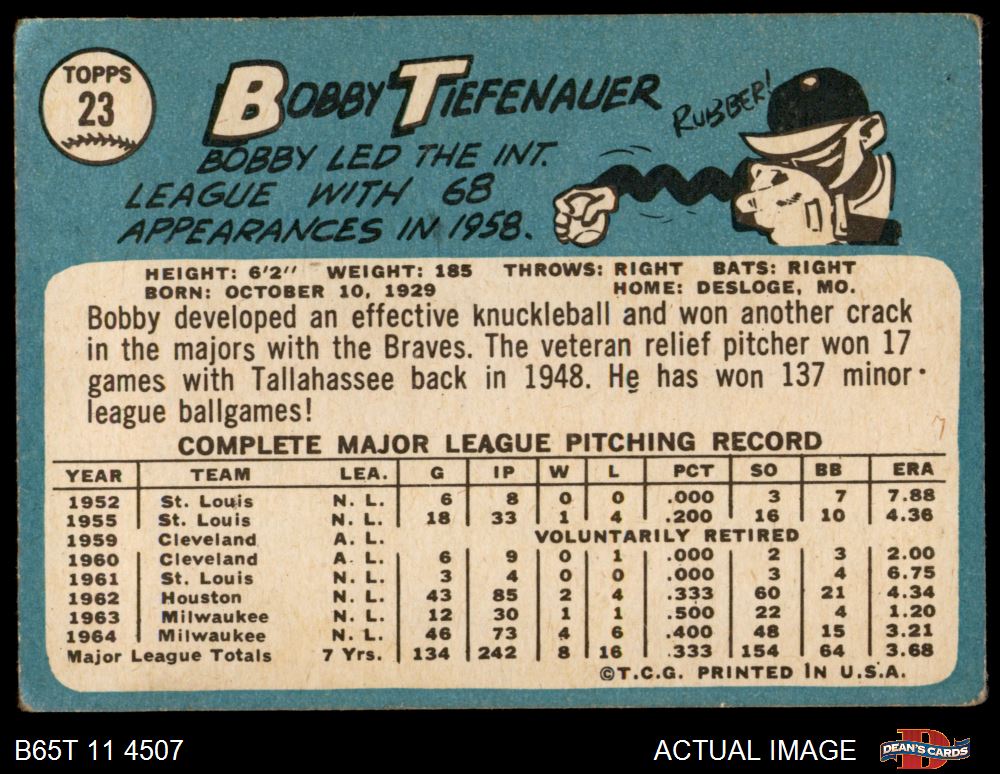 TOPPS
23
BOBBY TIEFENAUER
RUBBER!
BOBBY LED THE INT.
LEAGUE WITH 68
APPEARANCES IN 1958.
HEIGHT: 6'2" WEIGHT: 185 THROWS: RIGHT BATS: RIGHT
BORN: OCTOBER 10, 1929 HOME: DESLOGE, MO.
Bobby developed an effective knuckleball and won another crack
in the majors with the Braves. The veteran relief pitcher won 17
games with Tallahassee back in 1948. He has won 137 minor-
league ballgames!
COMPLETE MAJOR LEAGUE PITCHING RECORD
YEAR TEAM LEA. G IP W L PCT SO BB ERA
1952 St. Louis N. L. 6 8 0 0 .000 3 7 7.88
1955 St. Louis N. L. 18 33 1 4 .200 16 10 4.36
1959 Cleveland A. L. VOLUNTARILY RETIRED
1960 Cleveland A. L. 6 9 0 1 .000 2 3 2.00
1961 St. Louis N. L. 3 4 0 0 .000 3 4 6.75
1962 Houston N. L. 43 85 2 4 .333 60 21 4.34
1963 Milwaukee N. L. 12 30 1 1 .500 22 4 1.20
1964 Milwaukee N. L. 46 73 4 6 .400 48 15 3.21
Major League Totals 7 Yrs. 134 242 8 16 .333 154 64 3.68
©T.C.G. PRINTED IN U.S.A.
B65T 11 4507 ACTUAL IMAGE DEAN'S CARDS